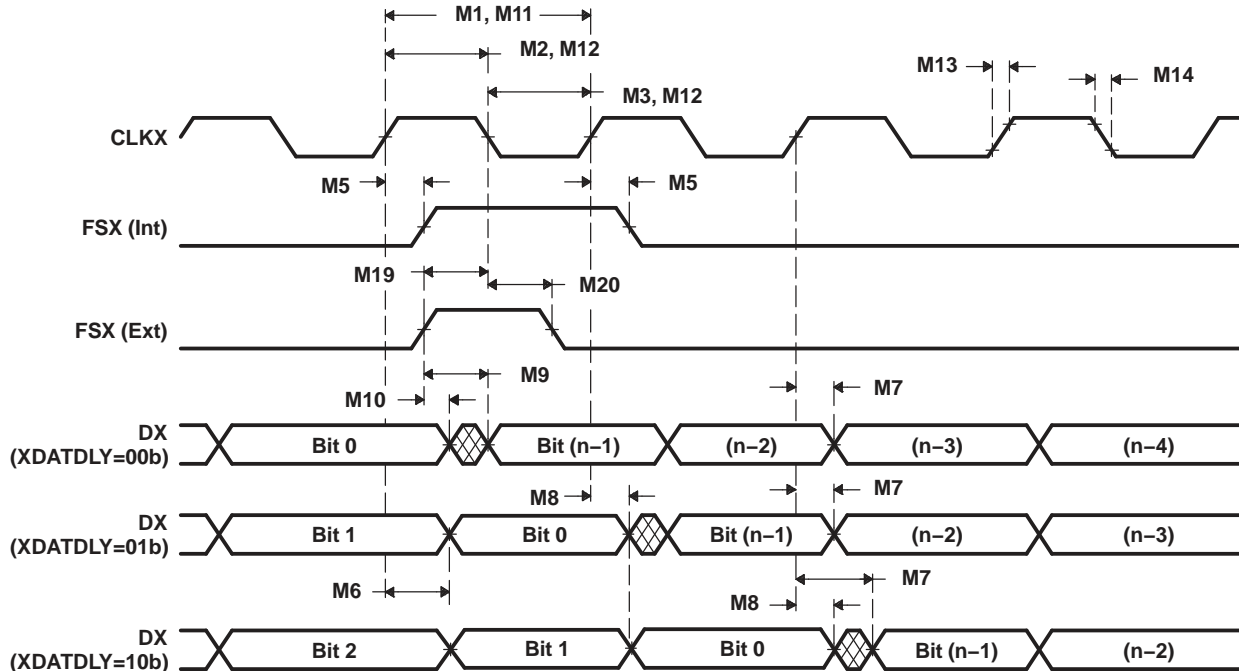 M1, M11
M2, M12
M13
M14
M3, M12
CLKX
M5
M5
FSX (Int)
M19
M20
FSX (Ext)
M9
M7
M10
DX
(XDATDLY=00b)
Bit 0
Bit (n−1)
(n−2)
(n−3)
(n−4)
M8
M7
DX
(XDATDLY=01b)
Bit 1
Bit 0
Bit (n−1)
(n−2)
(n−3)
M6
M7
M8
DX
(XDATDLY=10b)
Bit 2
Bit 1
Bit 0
Bit (n−1)
(n−2)